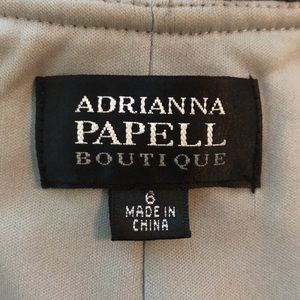 ADRIANNA
PAPELL
BOUTIQUE
6
MADE IN
CHINA